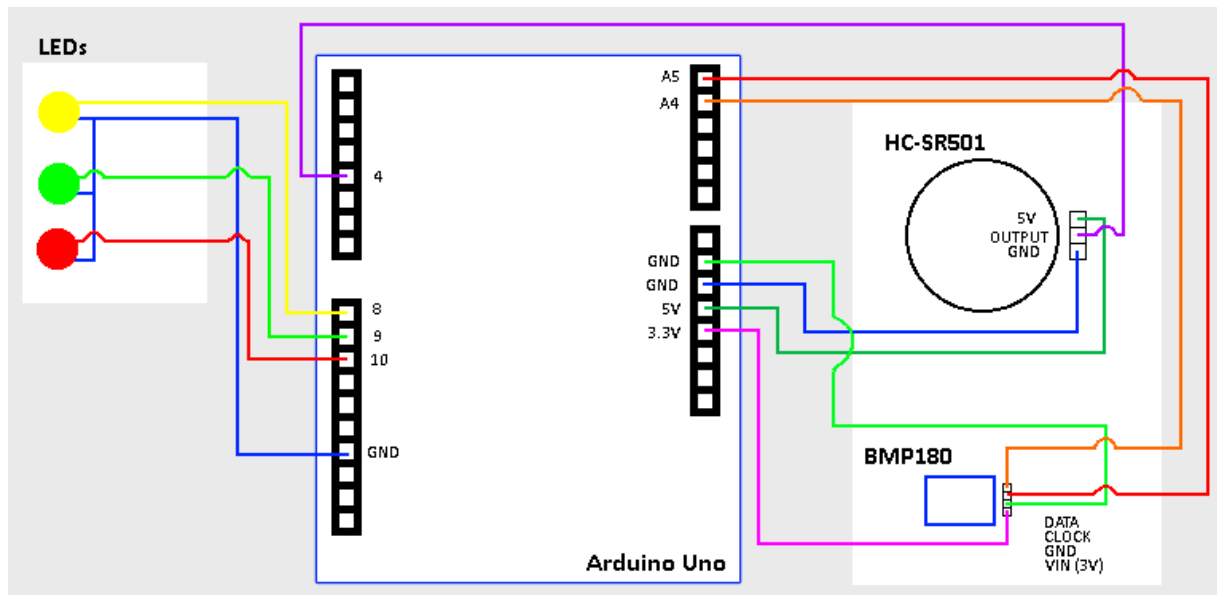 LEDs
A5
A4
HC-SR501
4
5V
OUTPUT
GND
GND
GND
5V
3.3V
8
9
10
GND
BMP180
DATA
CLOCK
GND
VIN (3V)
Arduino Uno